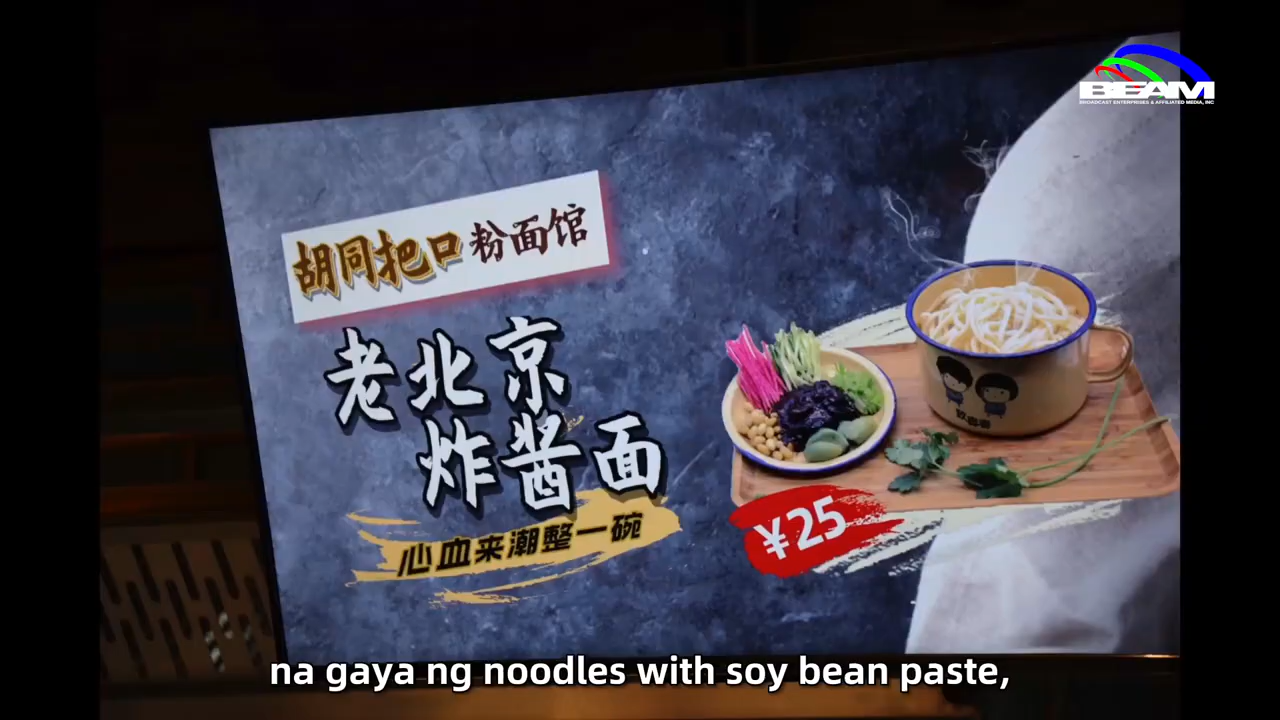 BEAM
BROADCAST ENTERPRISES & AFFILIATED MEDIA, INC
胡同把口 粉面馆
老北京
炸酱面
心血来潮整一碗
¥25
na gaya ng noodles with soy bean paste,